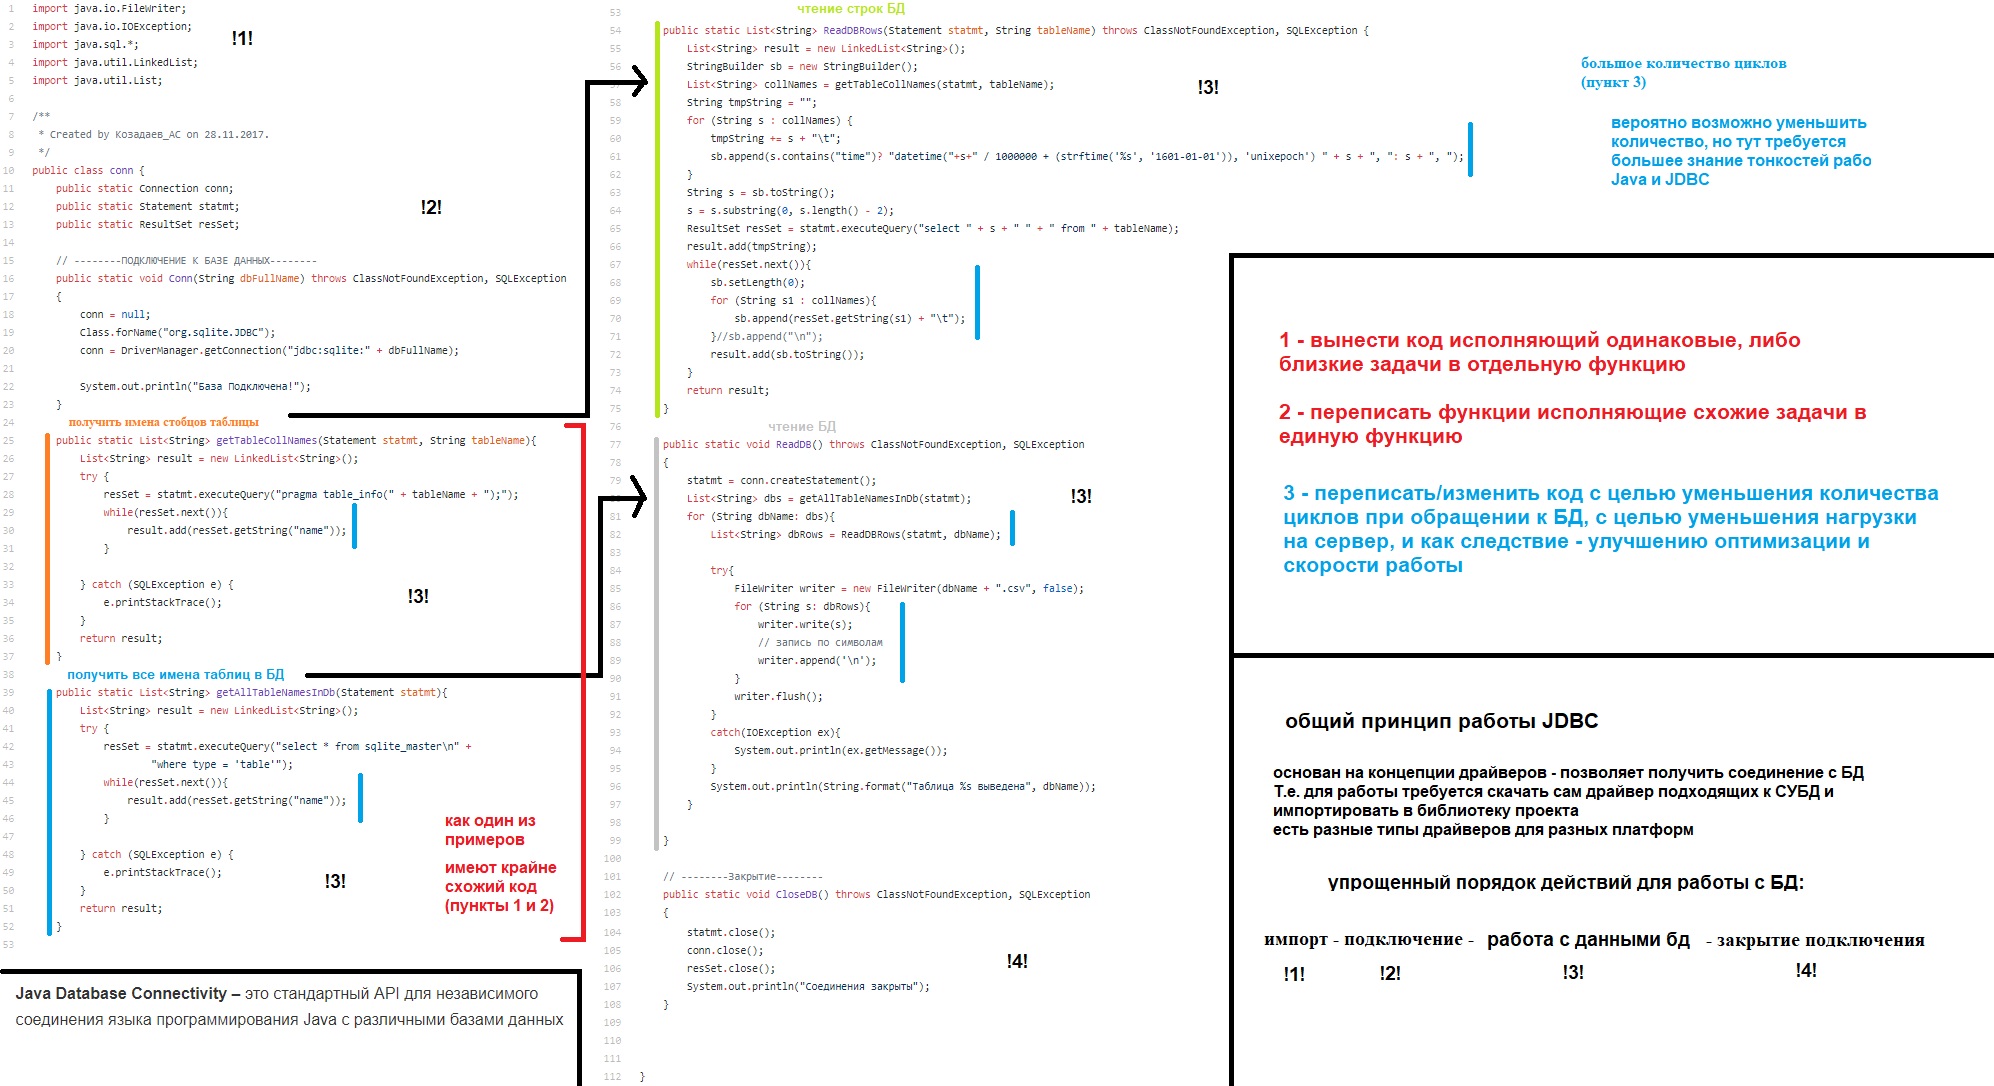 1 import java.io.FileWriter;
2 import java.io.IOException;
3 import java.sql.*;
4 import java.util.LinkedList;
5 import java.util.List;
!1!
6
7 /**
8 * Created by Козадаев_АС on 28.11.2017.
9 */
10 public class conn {
11 public static Connection conn;
12 public static Statement statmt;
13 public static ResultSet resSet;
!2!
14
15 // --------ПОДКЛЮЧЕНИЕ К БАЗЕ ДАННЫХ--------
16 public static void Conn(String dbFullName) throws ClassNotFoundException, SQLException
17 {
18 conn = null;
19 Class.forName("org.sqlite.JDBC");
20 conn = DriverManager.getConnection("jdbc:sqlite:" + dbFullName);
21
22 System.out.println("База Подключена!");
23 }
24 получить имена стобцов таблицы
25 public static List<String> getTableCollNames(Statement statmt, String tableName){
26 List<String> result = new LinkedList<String>();
27 try {
28 resSet = statmt.executeQuery("pragma table_info(" + tableName + ");");
29 while(resSet.next()){
30 result.add(resSet.getString("name"));
31 }
32
33 } catch (SQLException e) {
34 e.printStackTrace();
!3!
35 }
36 return result;
37 }
38 получить все имена таблиц в БД
39 public static List<String> getAllTableNamesInDb(Statement statmt){
40 List<String> result = new LinkedList<String>();
41 try {
42 resSet = statmt.executeQuery("select * from sqlite_master\n" +
43 "where type = 'table'");
44 while(resSet.next()){
45 result.add(resSet.getString("name"));
46 }
47
48 } catch (SQLException e) {
49 e.printStackTrace();
!3!
50 }
51 return result;
52 }
53
как один из
примеров
имеют крайне
схожий код
(пункты 1 и 2)
Java Database Connectivity – это стандартный API для независимого
соединения языка программирования Java с различными базами данных
чтение строк БД
53
54 public static List<String> ReadDBRows(Statement statmt, String tableName) throws ClassNotFoundException, SQLException {
55 List<String> result = new LinkedList<String>();
56 StringBuilder sb = new StringBuilder();
57 List<String> collNames = getTableCollNames(statmt, tableName);
!3!
58 String tmpString = "";
59 for (String s : collNames) {
60 tmpString += s + "\t";
61 sb.append(s.contains("time")? "datetime("+s+" / 1000000 + (strftime('%s', '1601-01-01')), 'unixepoch') " + s + ", ": s + ", ");
62 }
63 String s = sb.toString();
64 s = s.substring(0, s.length() - 2);
65 ResultSet resSet = statmt.executeQuery("select " + s + " " + " from " + tableName);
66 result.add(tmpString);
67 while(resSet.next()){
68 sb.setLength(0);
69 for (String s1 : collNames){
70 sb.append(resSet.getString(s1) + "\t");
71 }//sb.append("\n");
72 result.add(sb.toString());
73 }
74 return result;
75 }
76 чтение БД
77 public static void ReadDB() throws ClassNotFoundException, SQLException
78 {
79 statmt = conn.createStatement();
List<String> dbs = getAllTableNamesInDb(statmt);
!3!
81 for (String dbName: dbs){
82 List<String> dbRows = ReadDBRows(statmt, dbName);
83
84 try{
85 FileWriter writer = new FileWriter(dbName + ".csv", false);
86 for (String s: dbRows){
87 writer.write(s);
88 // запись по символам
89 writer.append('\n');
90 }
91 writer.flush();
92 }
93 catch(IOException ex){
94 System.out.println(ex.getMessage());
95 }
96 System.out.println(String.format("Таблица %s выведена", dbName));
97 }
98
99 }
100
101 // --------Закрытие--------
102 public static void CloseDB() throws ClassNotFoundException, SQLException
103 {
104 statmt.close();
105 conn.close();
106 resSet.close();
!4!
107 System.out.println("Соединения закрыты");
108 }
109
110
111
112 }
большое количество циклов
(пункт 3)
вероятно возможно уменьшить
количество, но тут требуется
большее знание тонкостей рабо
Java и JDBC
1 - вынести код исполняющий одинаковые, либо
близкие задачи в отдельную функцию
2 - переписать функции исполняющие схожие задачи в
единую функцию
3 - переписать/изменить код с целью уменьшения количества
циклов при обращении к БД, с целью уменьшения нагрузки
на сервер, и как следствие - улучшению оптимизации и
скорости работы
общий принцип работы JDBC
основан на концепции драйверов - позволяет получить соединение с БД
Т.е. для работы требуется скачать сам драйвер подходящих к СУБД и
импортировать в библиотеку проекта
есть разные типы драйверов для разных платформ
упрощенный порядок действий для работы с БД:
импорт - подключение - работа с данными бд - закрытие подключения
!1! !2! !3! !4!